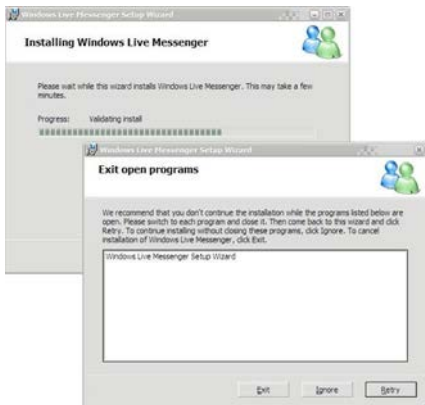 Windows Live Messenger Setup Wizard
Installing Windows Live Messenger
Please wait while this wizard installs Windows Live Messenger. This may take a few
minutes.
Progress: Validating install
Windows Live Messenger Setup Wizard
Exit open programs
We recommend that you don't continue the installation while the programs listed below are
open. Please switch to each program and close it. Then come back to this wizard and click
Retry. To continue installing without closing these programs, click Ignore. To cancel
installation of Windows Live Messenger, click Exit.
Windows Live Messenger Setup Wizard
Exit Ignore Retry